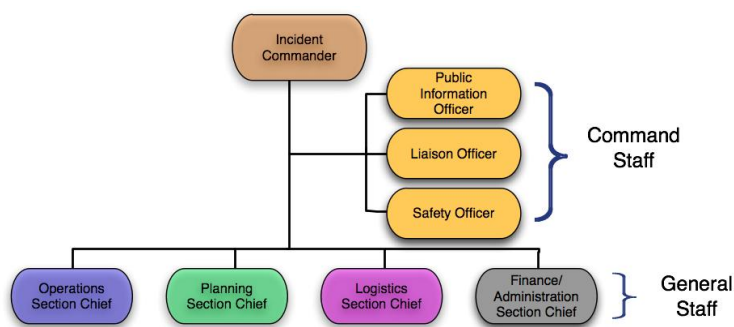 Incident
Commander
Public
Information
Officer
Liaison Officer
Safety Officer
Command
Staff
Operations
Section Chief
Planning
Section Chief
Logistics
Section Chief
Finance/
Administration
Section Chief
General
Staff